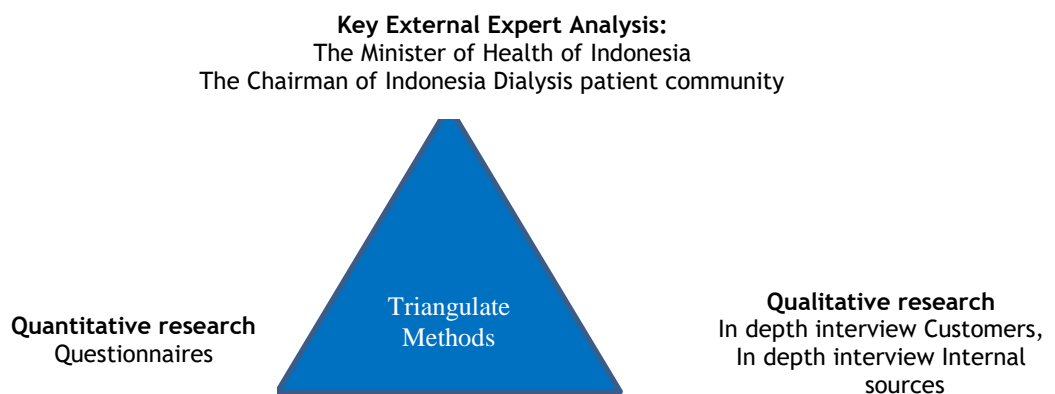 Key External Expert Analysis:
The Minister of Health of Indonesia
The Chairman of Indonesia Dialysis patient community
Triangulate
Methods
Quantitative research
Questionnaires
Qualitative research
In depth interview Customers,
In depth interview Internal
sources